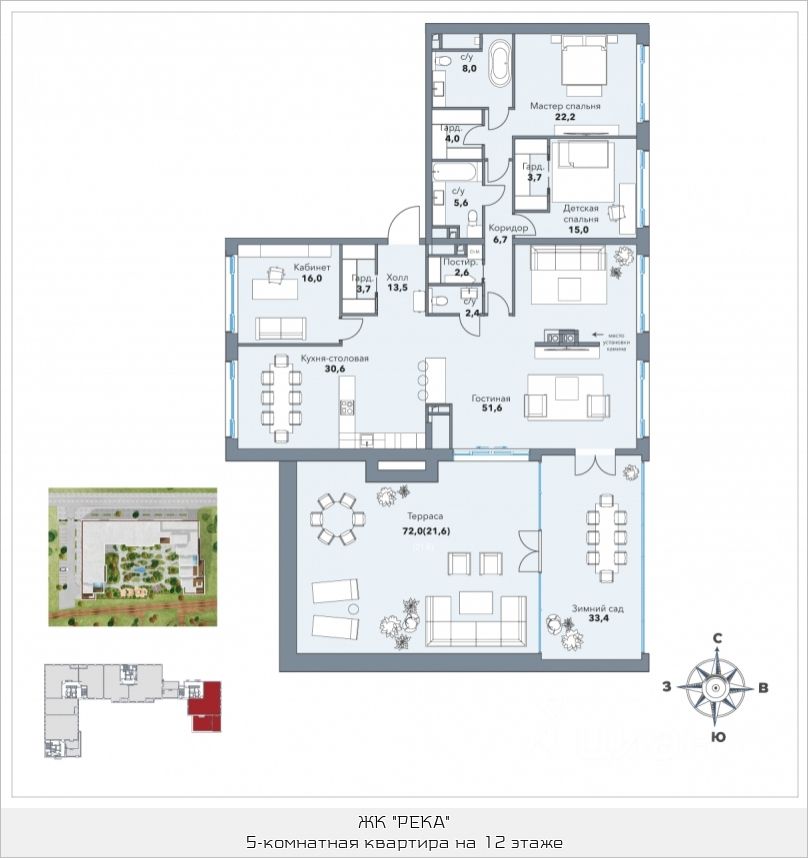 с/у
8,0
Мастер спальня
22,2
Гард.
4,0
Гард.
3,7
с/у
5,6
Детская
спальня
15,0
Коридор
6,7
Кабинет
16,0
Гард.
3,7
Холл
13,5
Постир.
2,6
с/у
2,4
место
установки
камина
Кухня-столовая
30,6
Гостиная
51,6
Терраса
72,0(21,6)
Зимний сад
33,4
С
З
В
Ю
ЖК "РЕКА"
5-комнатная квартира на 12 этаже